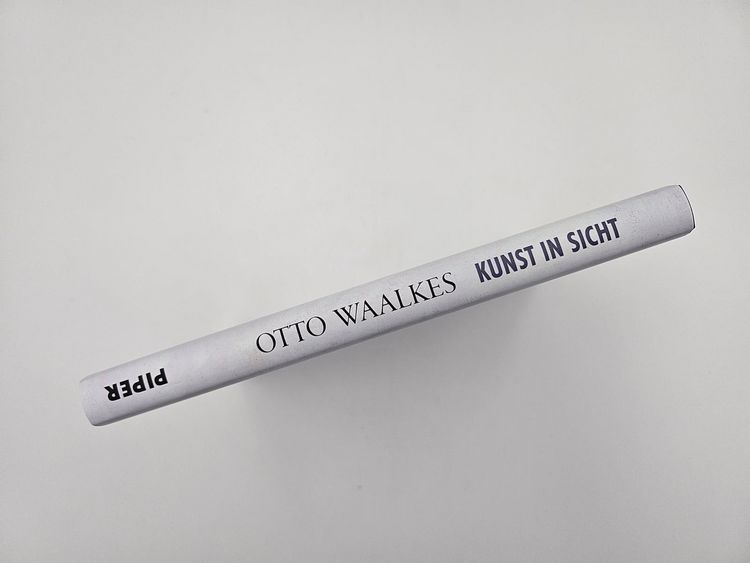 OTTO WAALKES KUNST IN SICHT
PIPER